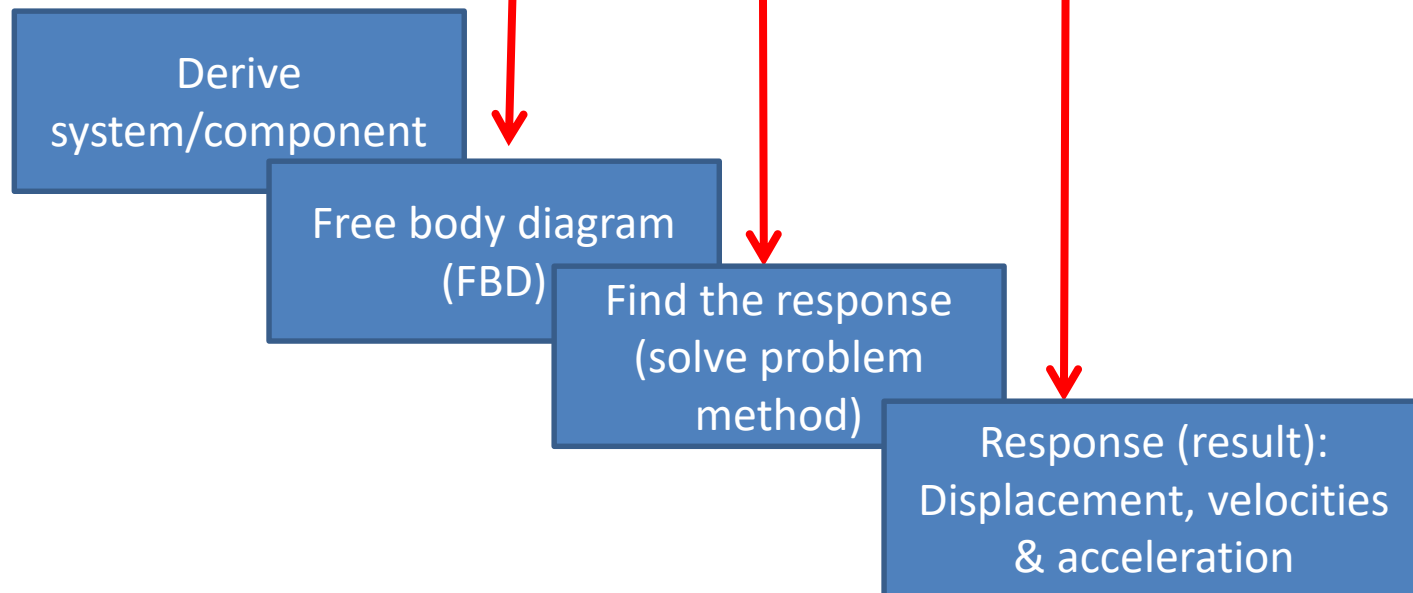 Derive
system/component
Free body diagram
(FBD)
Find the response
(solve problem
method)
Response (result):
Displacement, velocities
& acceleration